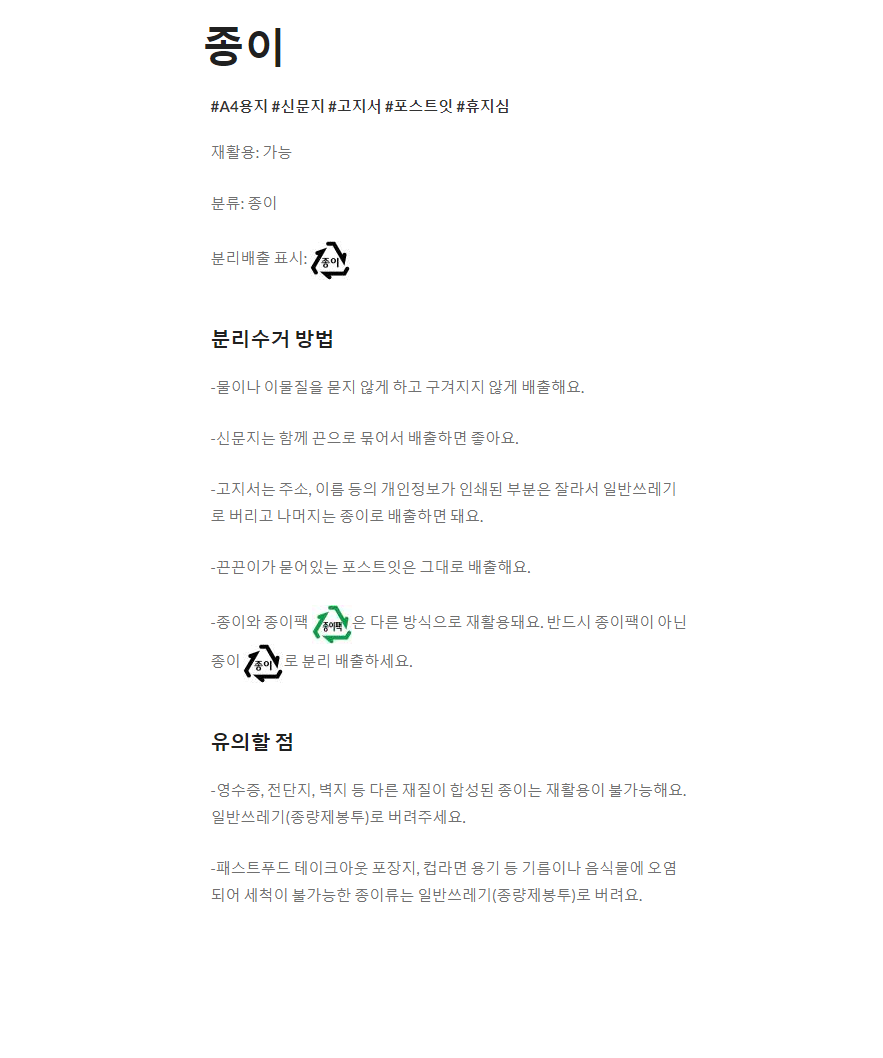 종이
#A4용지 #신문지 #고지서 #포스트잇 #휴지심
재활용: 가능
분류: 종이
분리배출 표시: 종이
분리수거 방법
-물이나 이물질을 묻지 않게 하고 구겨지지 않게 배출해요.
-신문지는 함께 끈으로 묶어서 배출하면 좋아요.
-고지서는 주소, 이름 등의 개인정보가 인쇄된 부분은 잘라서 일반쓰레기
로 버리고 나머지는 종이로 배출하면 돼요.
-끈끈이가 묻어있는 포스트잇은 그대로 배출해요.
-종이와 종이팩 종이팩 은 다른 방식으로 재활용돼요. 반드시 종이팩이 아닌
종이 종이 로 분리 배출하세요.
유의할 점
-영수증, 전단지, 벽지 등 다른 재질이 합성된 종이는 재활용이 불가능해요.
일반쓰레기(종량제봉투)로 버려주세요.
-패스트푸드 테이크아웃 포장지, 컵라면 용기 등 기름이나 음식물에 오염
되어 세척이 불가능한 종이류는 일반쓰레기(종량제봉투)로 버려요.